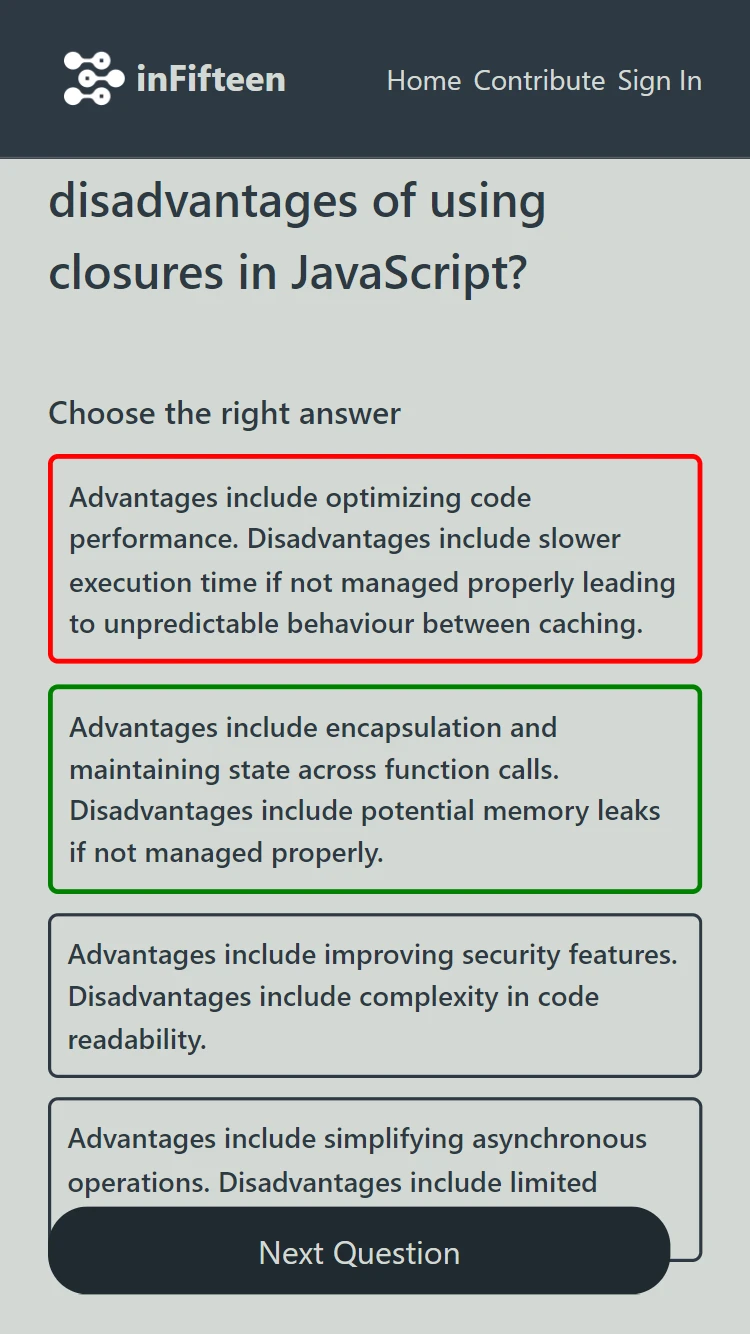 inFifteen
Home Contribute Sign In
disadvantages of using
closures in JavaScript?
Choose the right answer
Advantages include optimizing code
performance. Disadvantages include slower
execution time if not managed properly leading
to unpredictable behaviour between caching.
Advantages include encapsulation and
maintaining state across function calls.
Disadvantages include potential memory leaks
if not managed properly.
Advantages include improving security features.
Disadvantages include complexity in code
readability.
Advantages include simplifying asynchronous
operations. Disadvantages include limited
Next Question